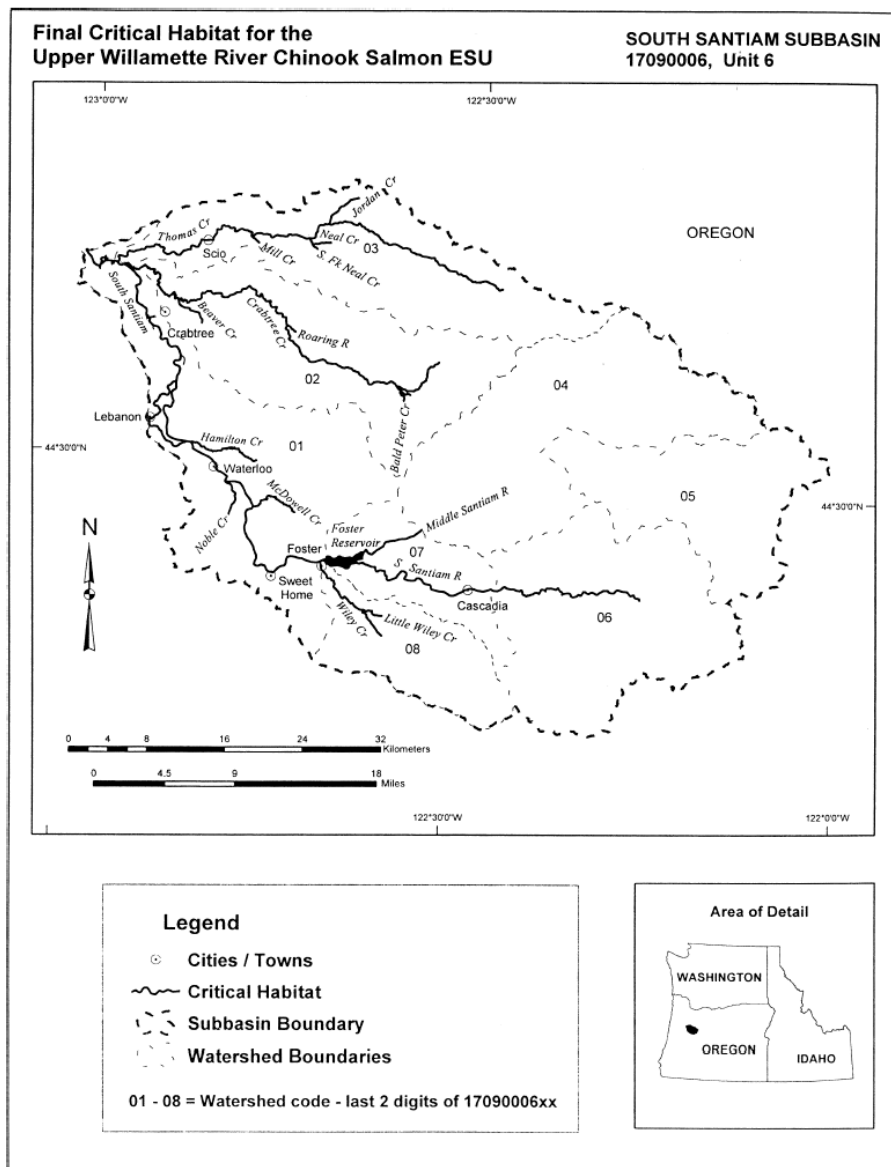 Final Critical Habitat for the
Upper Willamette River Chinook Salmon ESU
SOUTH SANTIAM SUBBASIN
17090006, Unit 6
123°0'0"W
122°30'0"W
OREGON
Jordan Cr
Thomas Cr
Scio
Mill Cr
Neal Cr
S. Fk Neal Cr
03
South Santiam
Crabtree
Beaver Cr
Crabtree Cr
Roaring R
02
04
Lebanon
44°30'0"N
Hamilton Cr
01
Bald Peter Cr
Waterloo
05
44°30'0"N
McDowell Cr
Noble Cr
N
Foster
Reservoir
Middle Santiam R
Foster
07
S Santiam R
Sweet
Home
Cascadia
06
Wiley Cr
Little Wiley Cr
08
0 4 8 16 24 32
Kilometers
0 4.5 9 18
Miles
122°30'0"W
122°0'0"W
Legend
Cities / Towns
Critical Habitat
Subbasin Boundary
Watershed Boundaries
01 - 08 = Watershed code - last 2 digits of 17090006xx
Area of Detail
WASHINGTON
OREGON
IDAHO